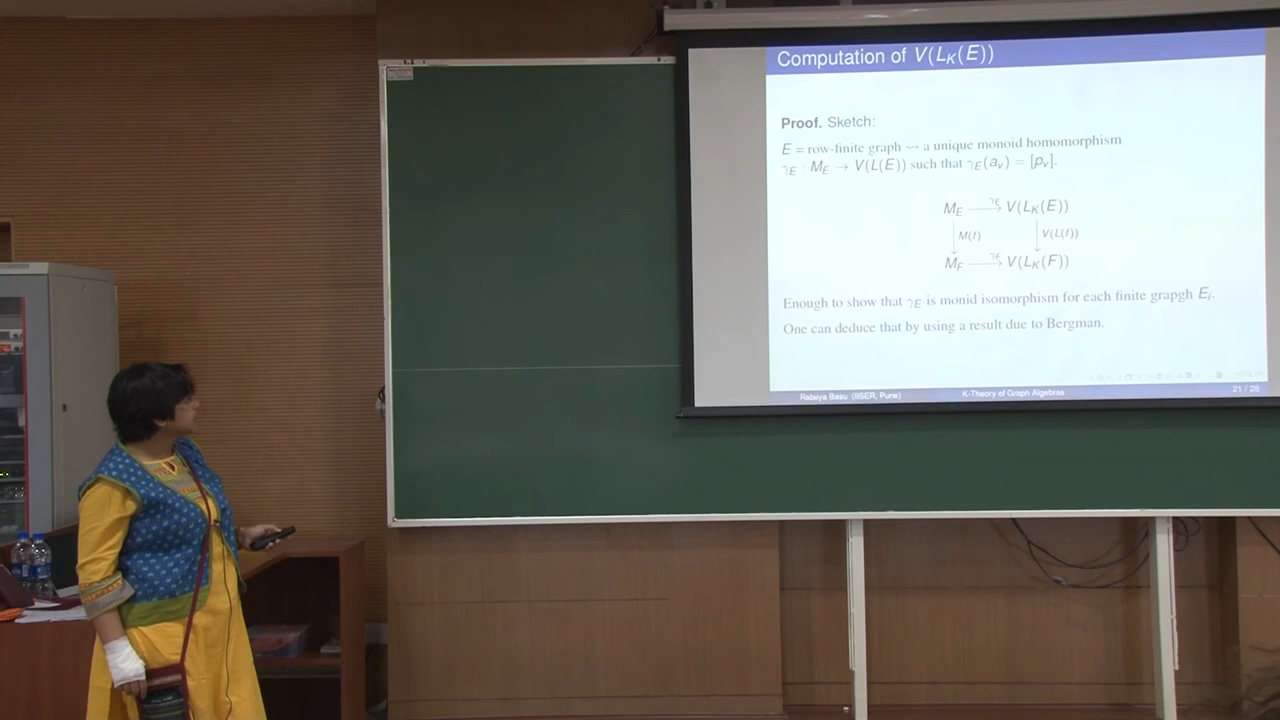 Computation of V(L_K(E))
Proof. Sketch:
E = row-finite graph ⇝ a unique monoid homomorphism
γ_E : M_E → V(L(E)) such that γ_E(a_v) = [p_v].
M_E → γ_E V(L_K(E))
M(f) V(L(f))
M_F → γ_F V(L_K(F))
Enough to show that γ_E is monid isomorphism for each finite grapgh E_i.
One can deduce that by using a result due to Bergman.
Rabeya Basu (IISER, Pune) K-Theory of Graph Algebras 21 / 28